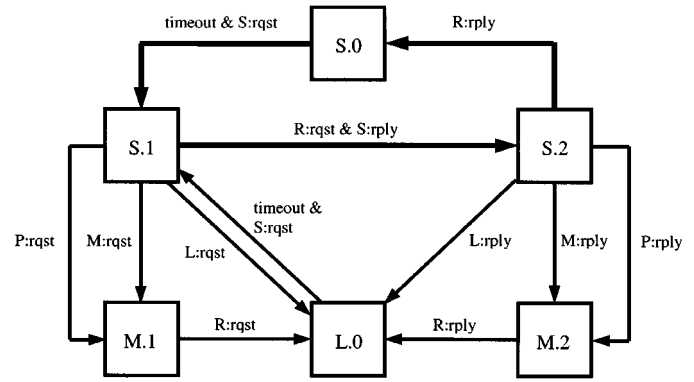 timeout & S:rqst
S.0
R:rply
S.1
R:rqst & S:rply
S.2
P:rqst
M:rqst
L:rqst
timeout &
S:rqst
L:rply
M:rply
P:rply
M.1
R:rqst
L.0
R:rply
M.2